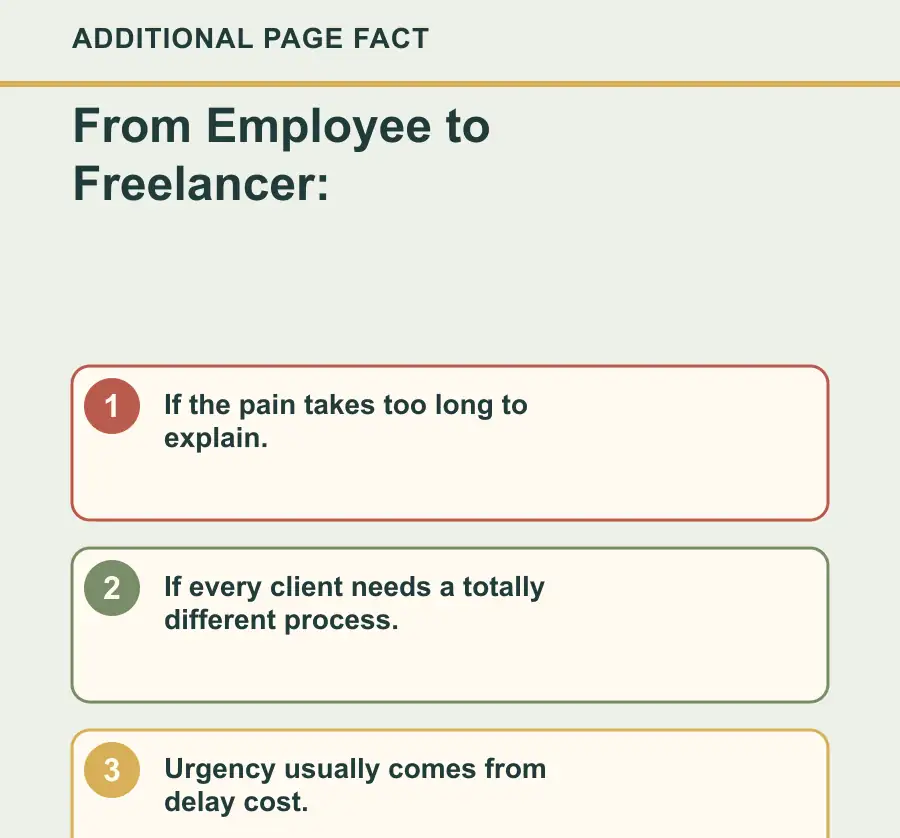 ADDITIONAL PAGE FACT
From Employee to
Freelancer:
1
If the pain takes too long to
explain.
2
If every client needs a totally
different process.
3
Urgency usually comes from
delay cost.